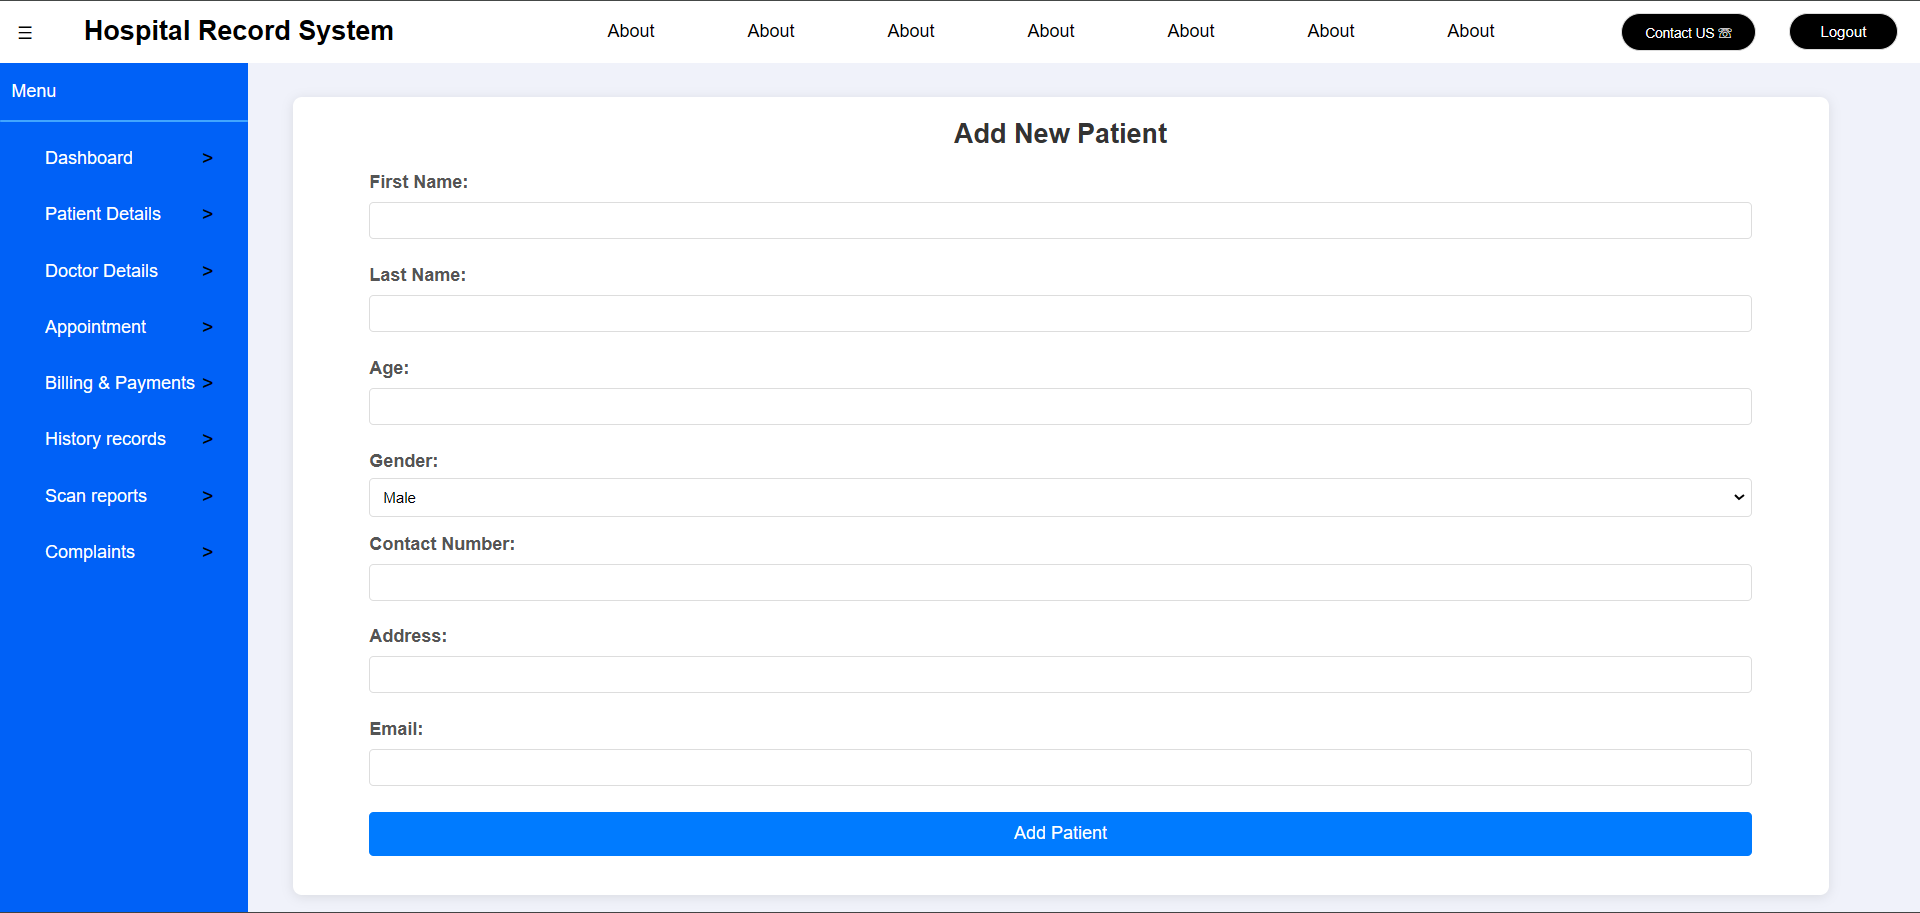 ☰ Hospital Record System About About About About About About About Contact US ☏ Logout
Menu
Dashboard >
Patient Details >
Doctor Details >
Appointment >
Billing & Payments >
History records >
Scan reports >
Complaints >
Add New Patient
First Name:
Last Name:
Age:
Gender:
Male
Contact Number:
Address:
Email:
Add Patient